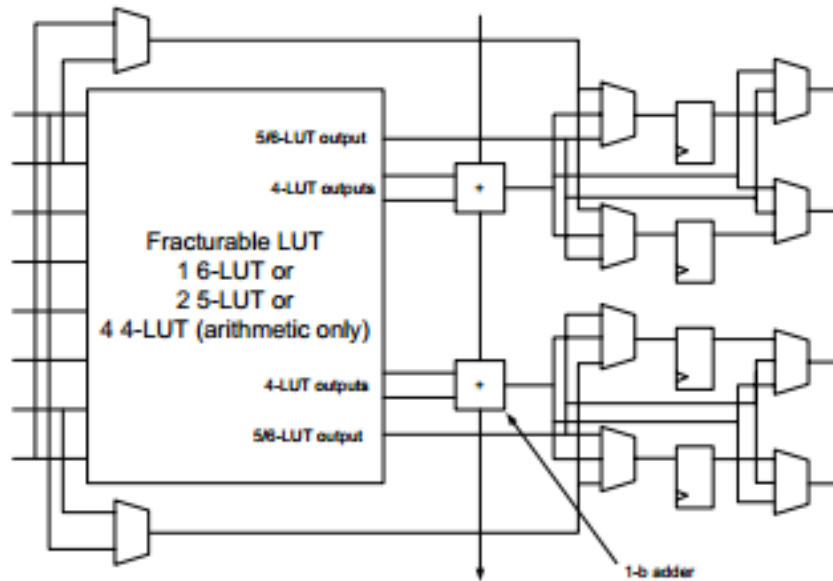 5/6-LUT output
4-LUT outputs
+
Fracturable LUT
1 6-LUT or
2 5-LUT or
4 4-LUT (arithmetic only)
4-LUT outputs
+
5/6-LUT output
1-b adder